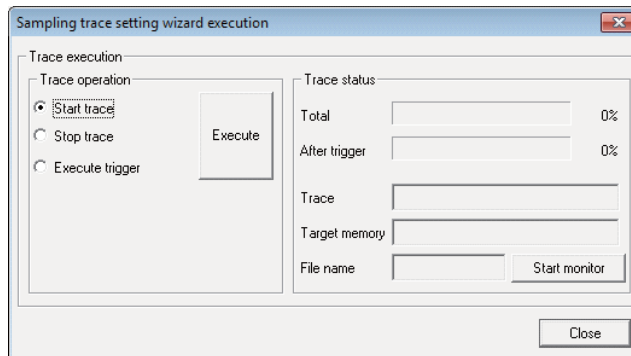 Sampling trace setting wizard execution
Trace execution
Trace operation
Start trace
Stop trace
Execute trigger
Execute
Trace status
Total
0%
After trigger
0%
Trace
Target memory
File name
Start monitor
Close